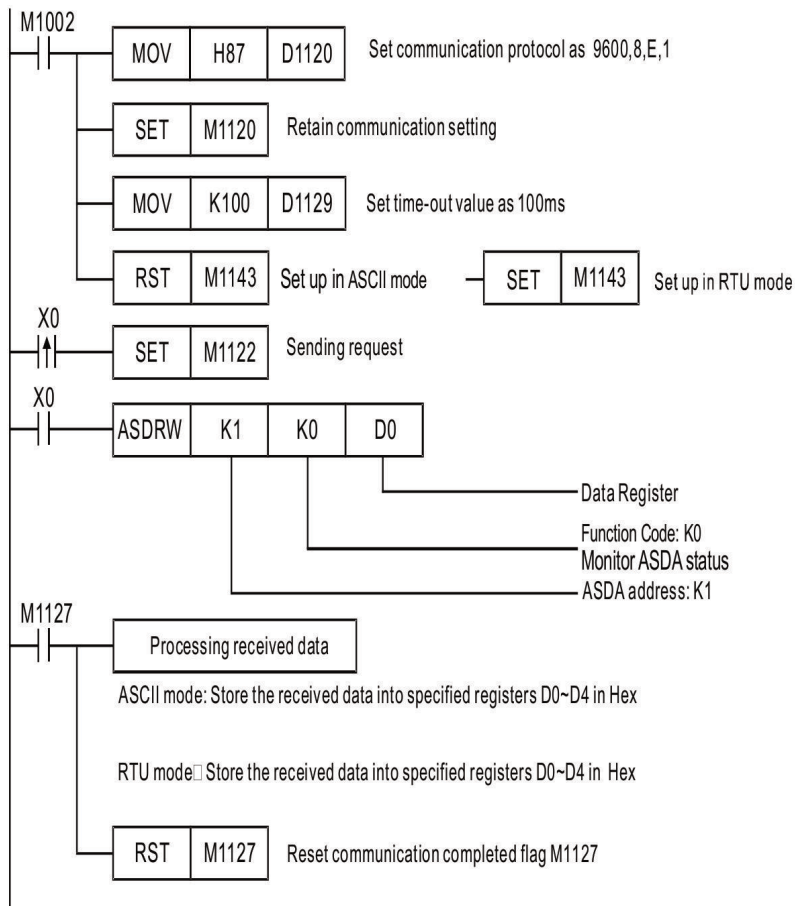 M1002
MOV H87 D1120 Set communication protocol as 9600,8,E,1
SET M1120 Retain communication setting
MOV K100 D1129 Set time-out value as 100ms
RST M1143 Set up in ASCII mode SET M1143 Set up in RTU mode
X0
SET M1122 Sending request
X0
ASDRW K1 K0 D0
Data Register
Function Code: K0
Monitor ASDA status
ASDA address: K1
M1127
Processing received data
ASCII mode: Store the received data into specified registers D0~D4 in Hex
RTU mode□ Store the received data into specified registers D0~D4 in Hex
RST M1127 Reset communication completed flag M1127